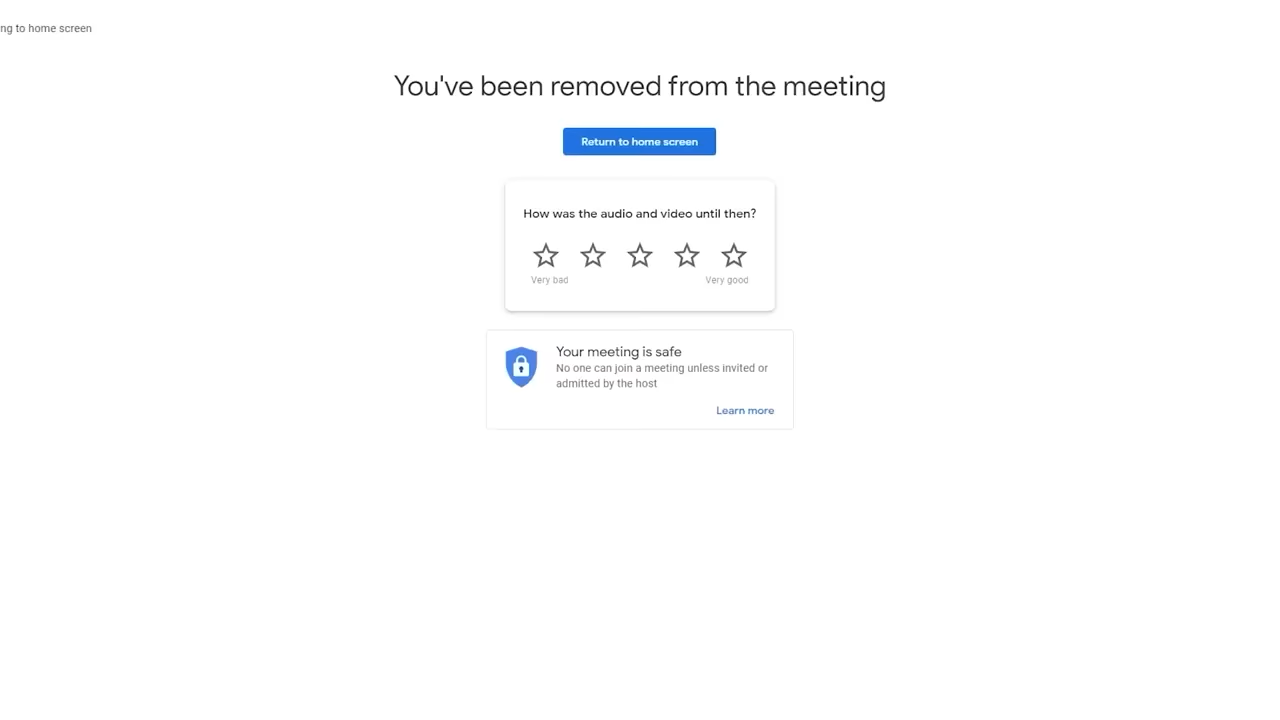 to home screen
You've been removed from the meeting
Return to home screen
How was the audio and video until then?
Very bad
Very good
Your meeting is safe
No one can join a meeting unless invited or
admitted by the host
Learn more